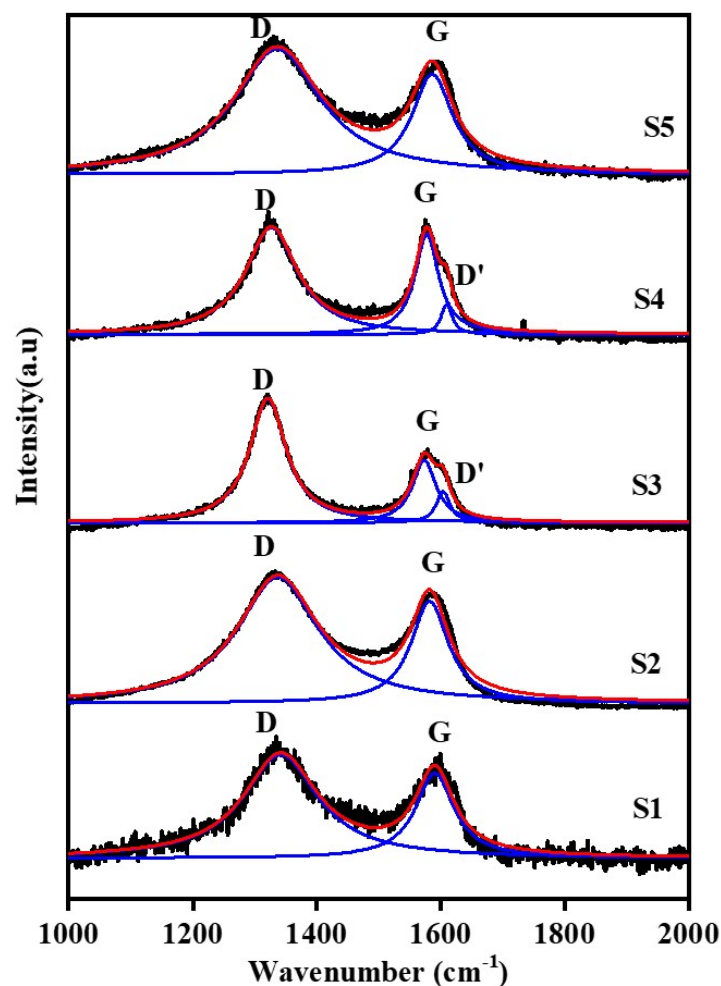 D G
S5
D G
D'
S4
D G
D'
S3
D G
S2
D G
S1
Intensity(a.u)
1000 1200 1400 1600 1800 2000
Wavenumber (cm⁻¹)